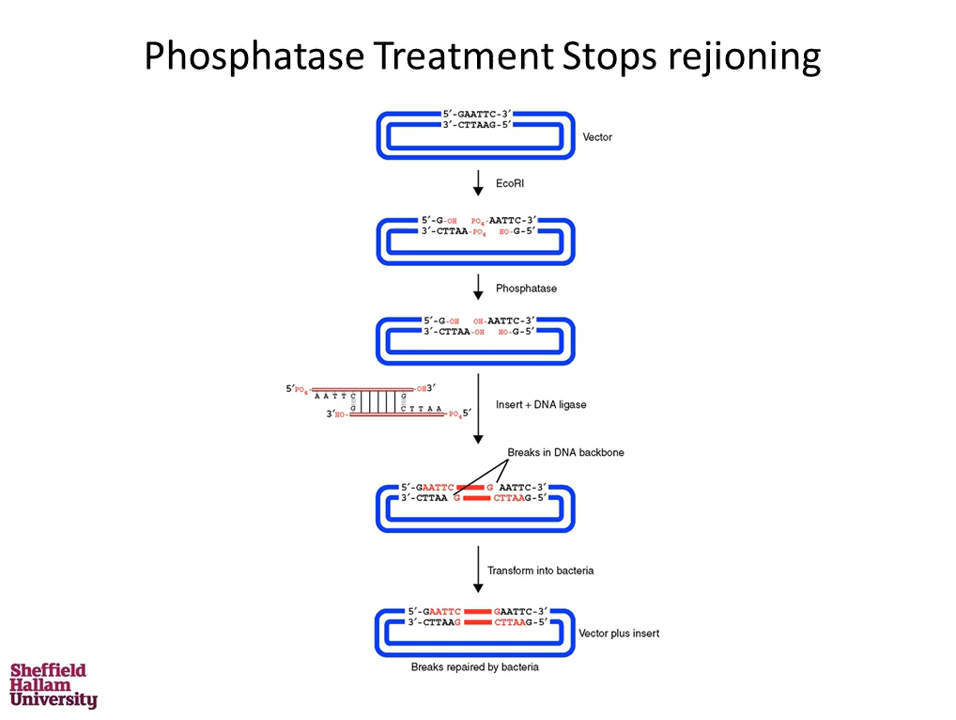 Phosphatase Treatment Stops rejioning
5′-GAATTC-3′
3′-CTTAAG-5′
Vector
EcoRI
5′-G-OH PO4-AATTC-3′
3′-CTTAA-PO4 HO-G-5′
Phosphatase
5′-G-OH OH-AATTC-3′
3′-CTTAA-OH HO-G-5′
5′PO4 OH3′
A A T T C G
G C T T A A
3′HO PO45′
Insert + DNA ligase
Breaks in DNA backbone
5′-GAATTC G AATTC-3′
3′-CTTAA G CTTAAG-5′
Transform into bacteria
5′-GAATTC GAATTC-3′
3′-CTTAAG CTTAAG-5′
Vector plus insert
Breaks repaired by bacteria
Sheffield
Hallam
University